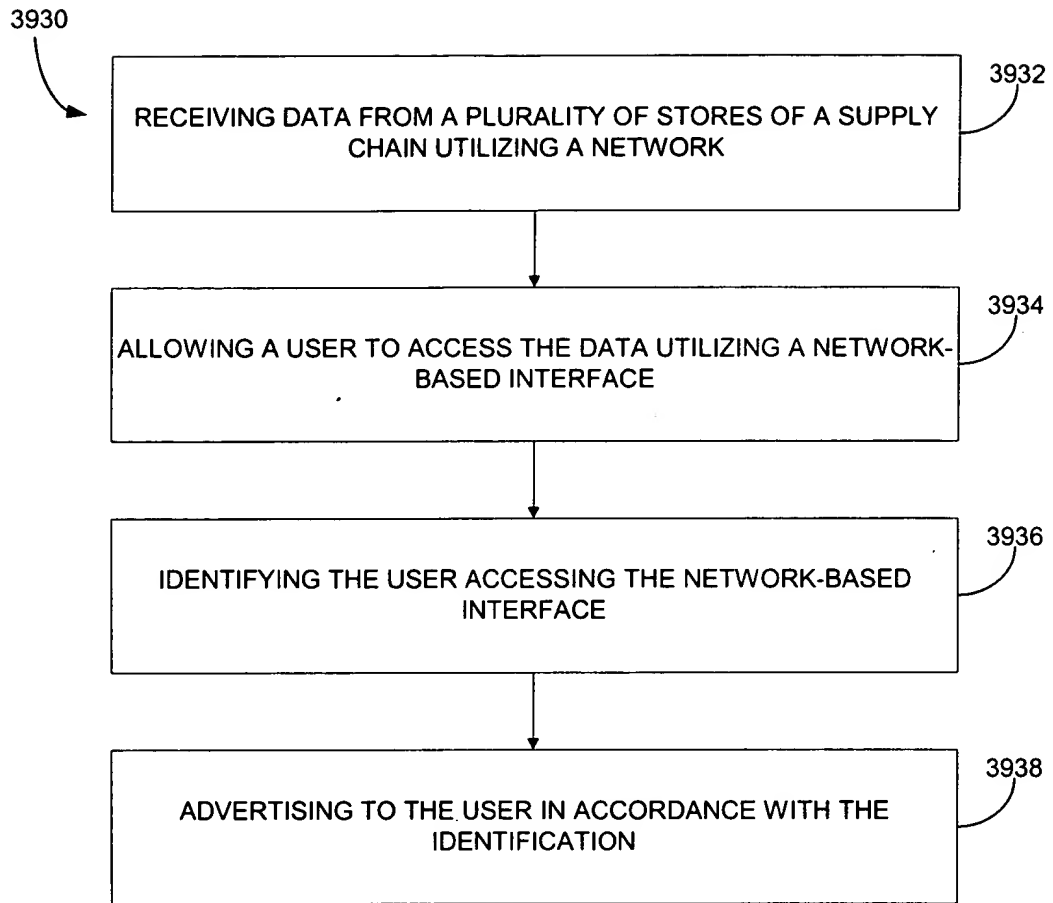 3930
3932
RECEIVING DATA FROM A PLURALITY OF STORES OF A SUPPLY
CHAIN UTILIZING A NETWORK
3934
ALLOWING A USER TO ACCESS THE DATA UTILIZING A NETWORK-
BASED INTERFACE
3936
IDENTIFYING THE USER ACCESSING THE NETWORK-BASED
INTERFACE
3938
ADVERTISING TO THE USER IN ACCORDANCE WITH THE
IDENTIFICATION